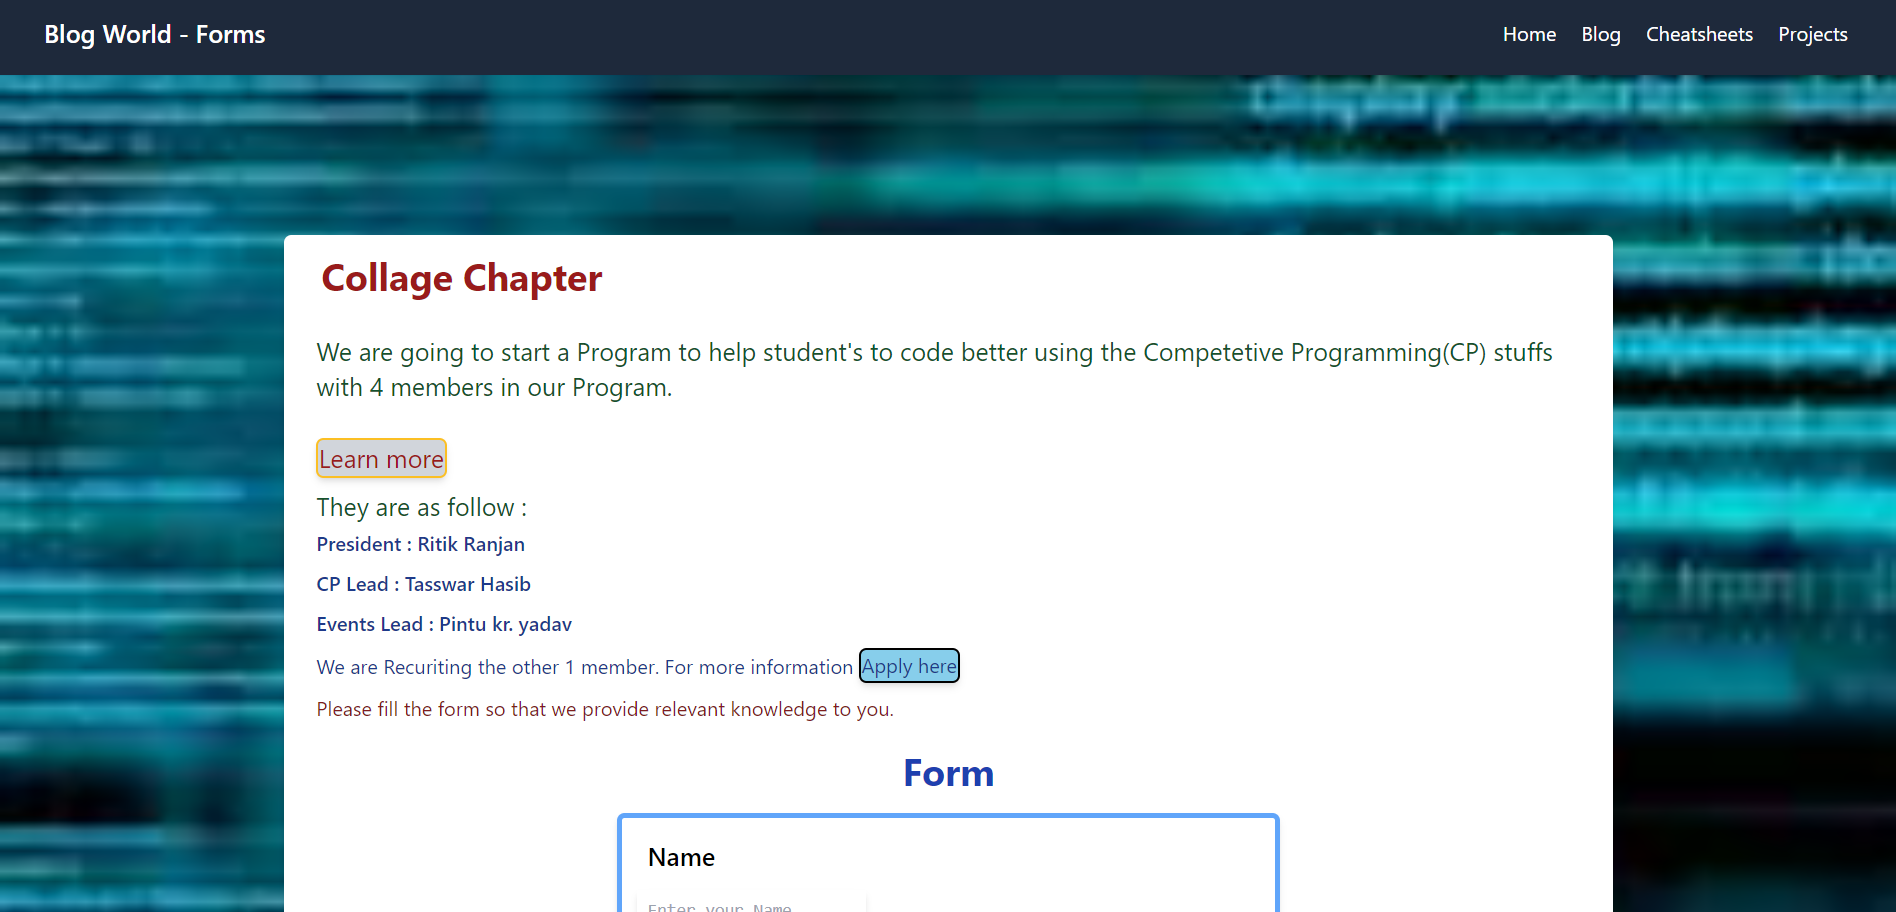 Blog World - Forms
Home Blog Cheatsheets Projects
Collage Chapter
We are going to start a Program to help student's to code better using the Competetive Programming(CP) stuffs
with 4 members in our Program.
Learn more
They are as follow :
President : Ritik Ranjan
CP Lead : Tasswar Hasib
Events Lead : Pintu kr. yadav
We are Recuriting the other 1 member. For more information Apply here
Please fill the form so that we provide relevant knowledge to you.
Form
Name
Enter your Name